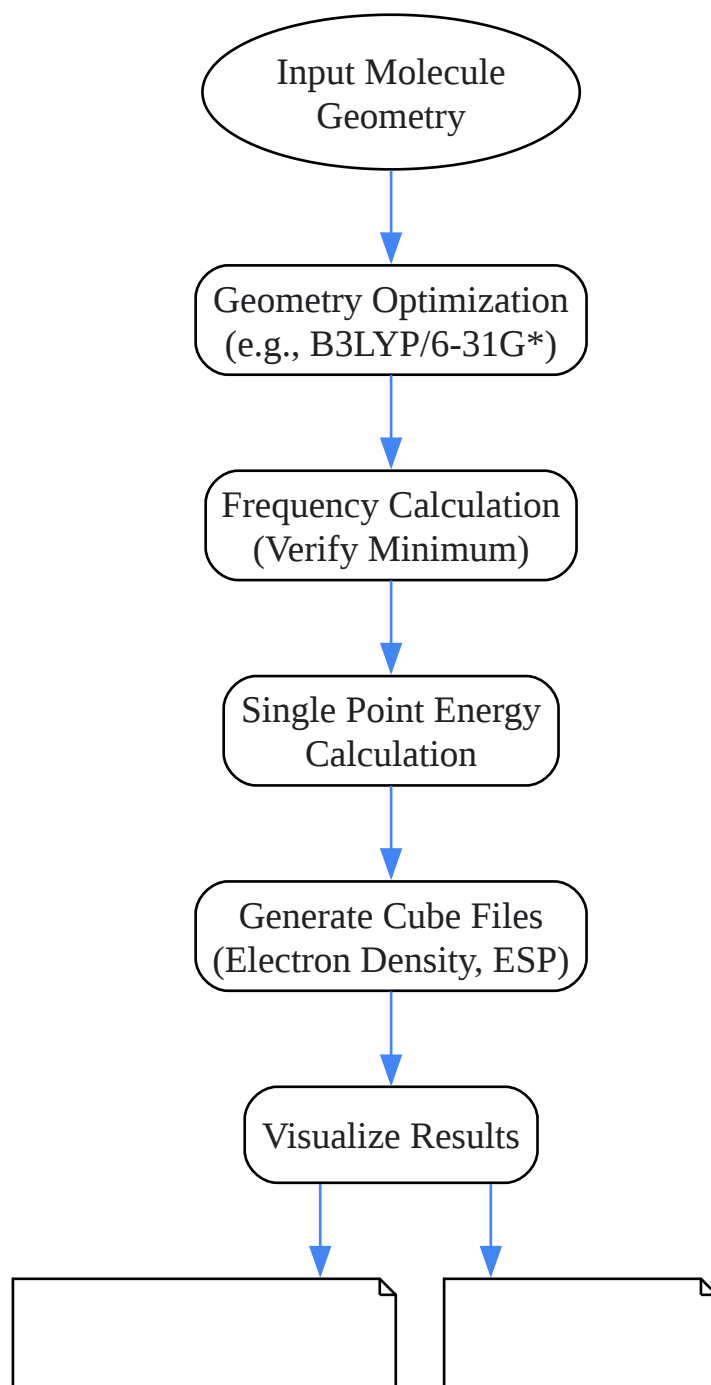 Input Molecule
Geometry
Geometry Optimization
(e.g., B3LYP/6-31G*)
Frequency Calculation
(Verify Minimum)
Single Point Energy
Calculation
Generate Cube Files
(Electron Density, ESP)
Visualize Results